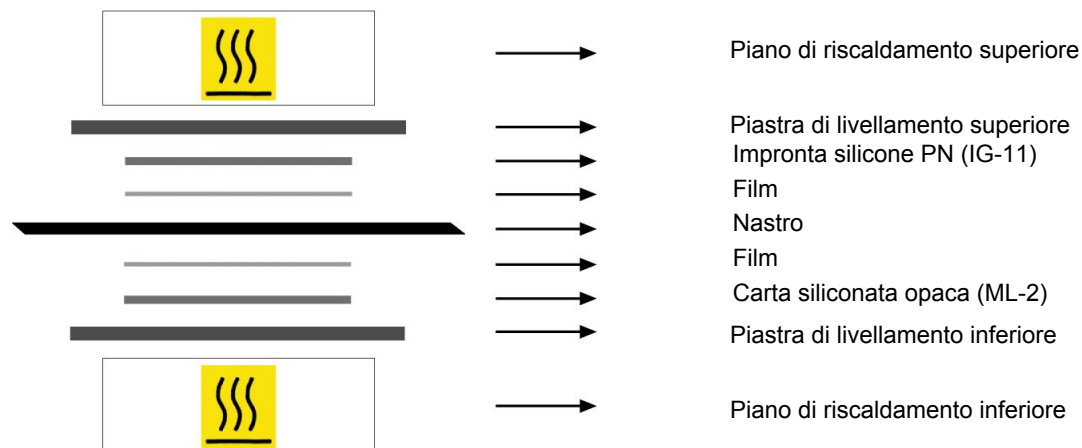 Piano di riscaldamento superiore
Piastra di livellamento superiore
Impronta silicone PN (IG-11)
Film
Nastro
Film
Carta siliconata opaca (ML-2)
Piastra di livellamento inferiore
Piano di riscaldamento inferiore